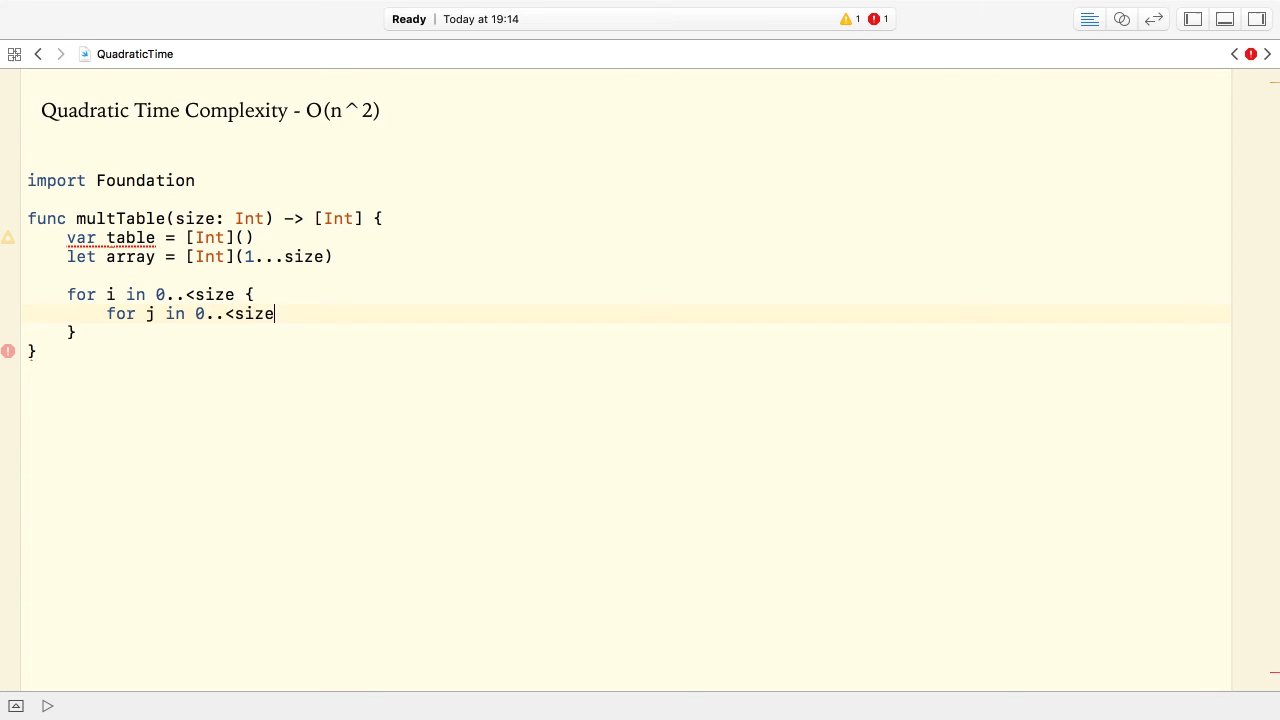 Ready | Today at 19:14
1 1
QuadraticTime
Quadratic Time Complexity - O(n^2)
import Foundation
func multTable(size: Int) -> [Int] {
    var table = [Int]()
    let array = [Int](1...size)
    for i in 0..<size {
        for j in 0..<size
    }
}